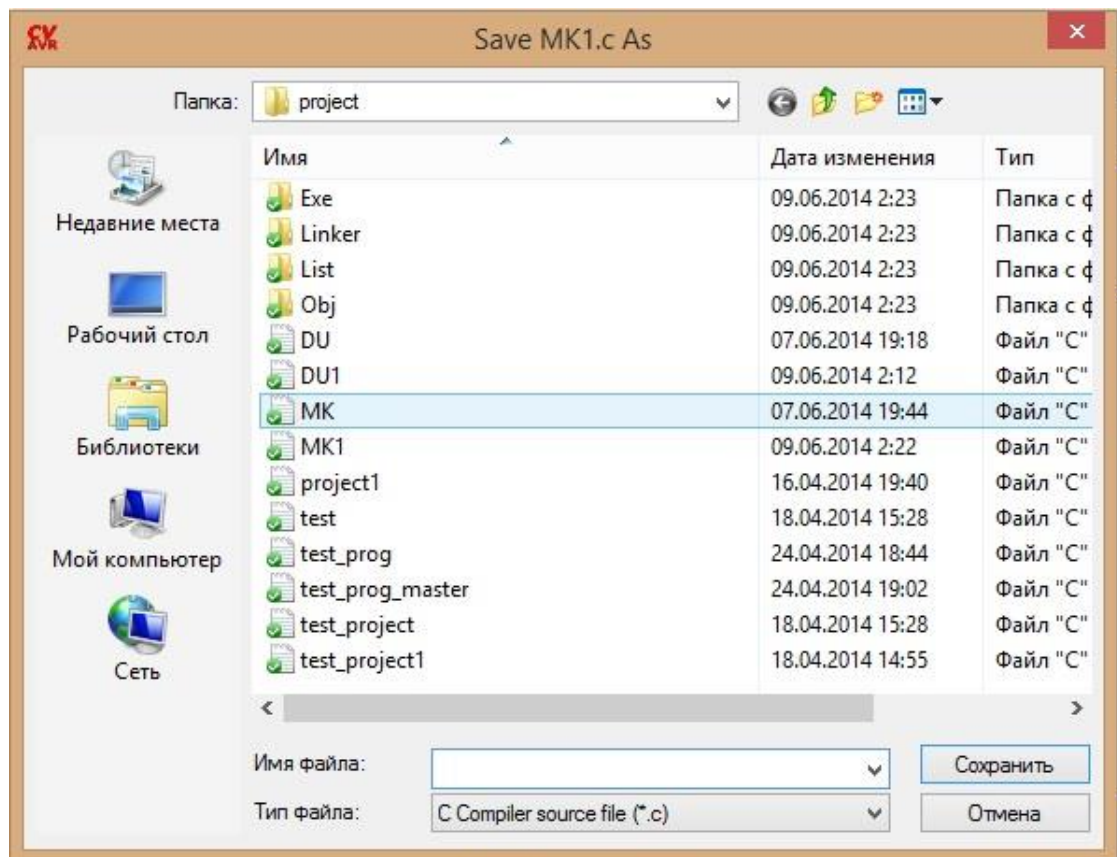 CV
AVR
Save MK1.c As
Папка: project
Имя Дата изменения Тип
Exe 09.06.2014 2:23 Папка с ф
Linker 09.06.2014 2:23 Папка с ф
List 09.06.2014 2:23 Папка с ф
Obj 09.06.2014 2:23 Папка с ф
DU 07.06.2014 19:18 Файл "C"
DU1 09.06.2014 2:12 Файл "C"
MK 07.06.2014 19:44 Файл "C"
MK1 09.06.2014 2:22 Файл "C"
project1 16.04.2014 19:40 Файл "C"
test 18.04.2014 15:28 Файл "C"
test_prog 24.04.2014 18:44 Файл "C"
test_prog_master 24.04.2014 19:02 Файл "C"
test_project 18.04.2014 15:28 Файл "C"
test_project1 18.04.2014 14:55 Файл "C"
Недавние места
Рабочий стол
Библиотеки
Мой компьютер
Сеть
Имя файла: Сохранить
Тип файла: C Compiler source file (*.c) Отмена